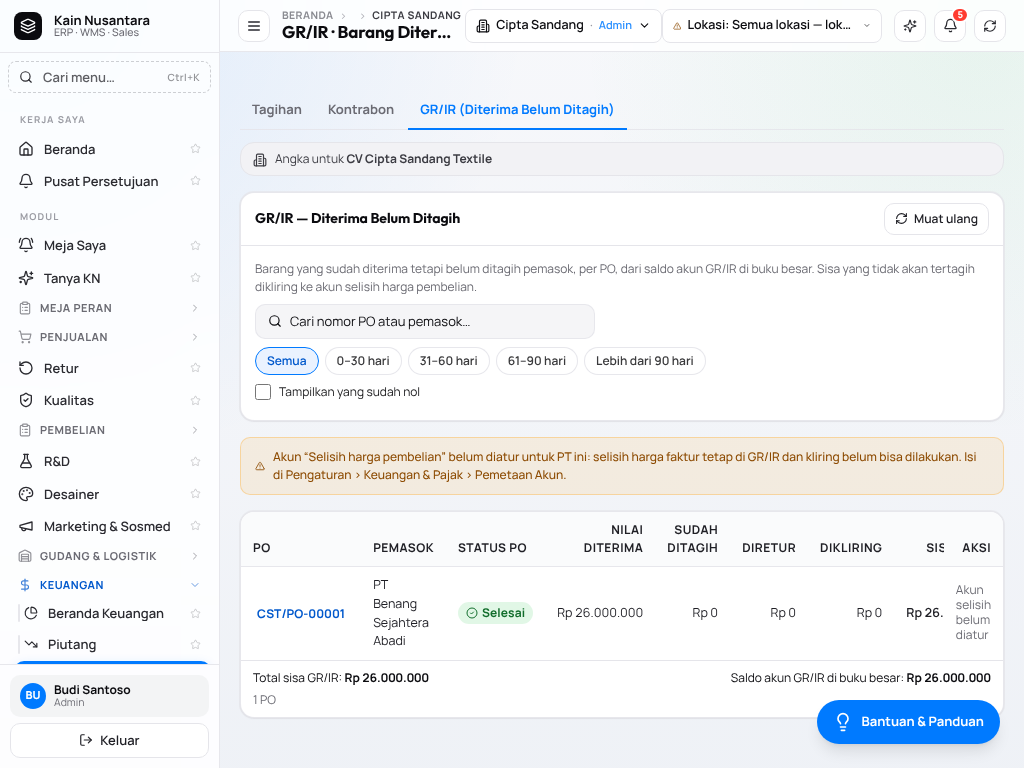 Kain Nusantara
ERP · WMS · Sales
Cari menu... Ctrl+K
KERJA SAYA
Beranda
Pusat Persetujuan
MODUL
Meja Saya
Tanya KN
MEJA PERAN
PENJUALAN
Retur
Kualitas
PEMBELIAN
R&D
Desainer
Marketing & Sosmed
GUDANG & LOGISTIK
KEUANGAN
Beranda Keuangan
Piutang
BU
Budi Santoso
Admin
Keluar
BERANDA › › CIPTA SANDANG
GR/IR · Barang Diter...
Cipta Sandang · Admin
Lokasi: Semua lokasi — lok...
5
Tagihan
Kontrabon
GR/IR (Diterima Belum Ditagih)
Angka untuk CV Cipta Sandang Textile
GR/IR — Diterima Belum Ditagih
Muat ulang
Barang yang sudah diterima tetapi belum ditagih pemasok, per PO, dari saldo akun GR/IR di buku besar. Sisa yang tidak akan tertagih
dikliring ke akun selisih harga pembelian.
Cari nomor PO atau pemasok...
Semua
0–30 hari
31–60 hari
61–90 hari
Lebih dari 90 hari
Tampilkan yang sudah nol
Akun “Selisih harga pembelian” belum diatur untuk PT ini: selisih harga faktur tetap di GR/IR dan kliring belum bisa dilakukan. Isi
di Pengaturan › Keuangan & Pajak › Pemetaan Akun.
PO
PEMASOK
STATUS PO
NILAI
DITERIMA
SUDAH
DITAGIH
DIRETUR
DIKLIRING
SIS
AKSI
CST/PO-00001
PT
Benang
Sejahtera
Abadi
Selesai
Rp 26.000.000
Rp 0
Rp 0
Rp 0
Rp 26.
Akun
selisih
belum
diatur
Total sisa GR/IR: Rp 26.000.000
Saldo akun GR/IR di buku besar: Rp 26.000.000
1 PO
Bantuan & Panduan